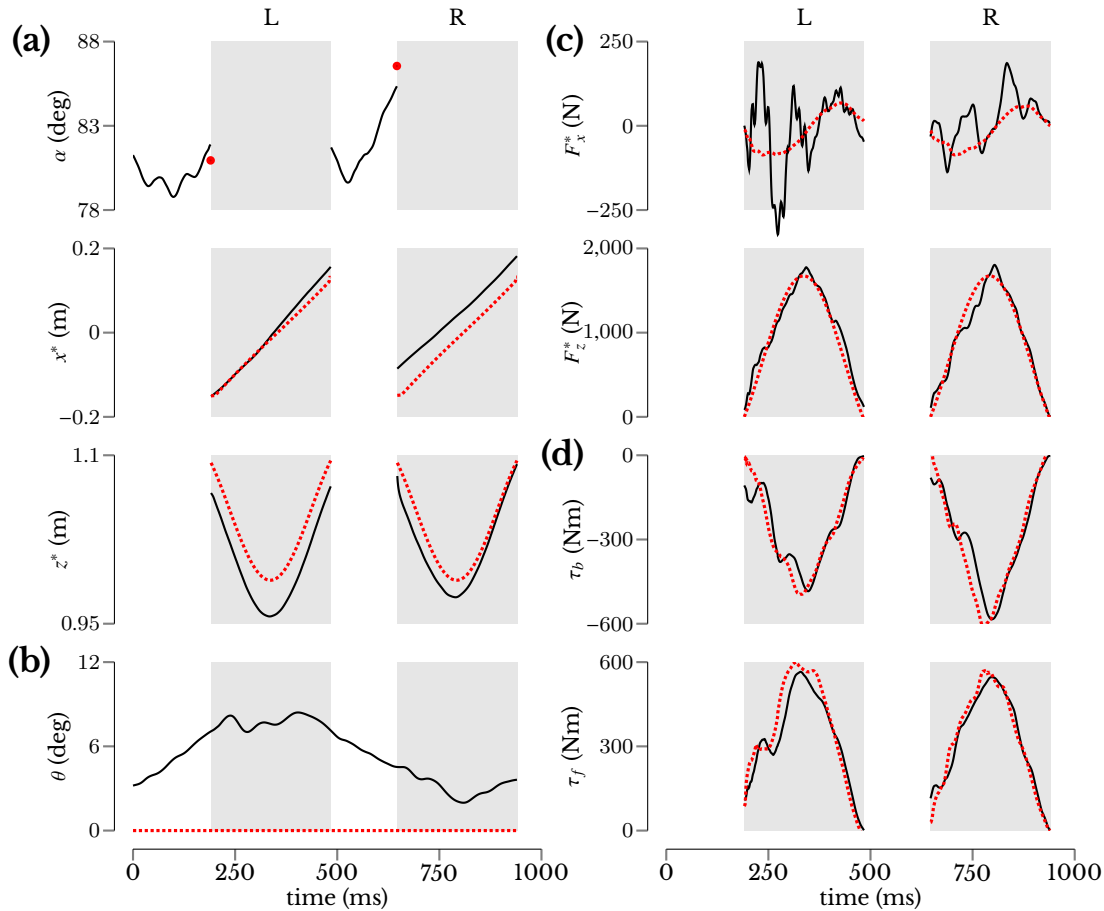 L R L R
(a) (c)
88
83
78
α (deg)
250
0
−250
F*x (N)
0.2
0
−0.2
x* (m)
2,000
1,000
0
F*z (N)
1.1
1.0
0.95
z* (m)
(d)
0
−300
−600
τb (Nm)
(b)
12
6
0
θ (deg)
600
300
0
τf (Nm)
0 250 500 750 1000
time (ms)
0 250 500 750 1000
time (ms)